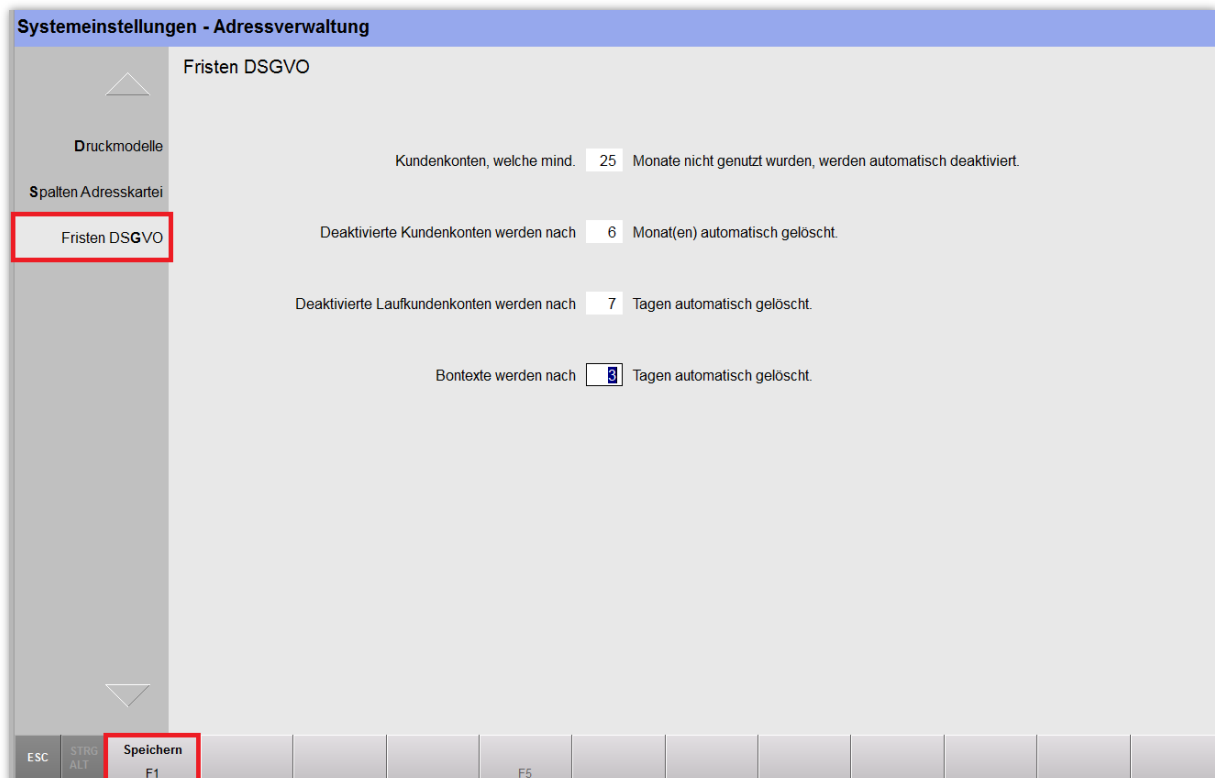 Systemeinstellungen - Adressverwaltung
Fristen DSGVO
Druckmodelle
Spalten Adresskartei
Fristen DSGVO
Kundenkonten, welche mind. 25 Monate nicht genutzt wurden, werden automatisch deaktiviert.
Deaktivierte Kundenkonten werden nach 6 Monat(en) automatisch gelöscht.
Deaktivierte Laufkundenkonten werden nach 7 Tagen automatisch gelöscht.
Bontexte werden nach 3 Tagen automatisch gelöscht.
ESC STRG ALT Speichern F1 F5